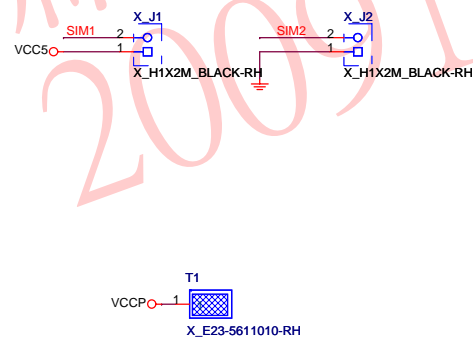 X_J1
X_J2
SIM1
2
SIM2
2
VCC5
1
1
X_H1X2M_BLACK-RH
X_H1X2M_BLACK-RH
20091
T1
VCCP
1
X_E23-5611010-RH